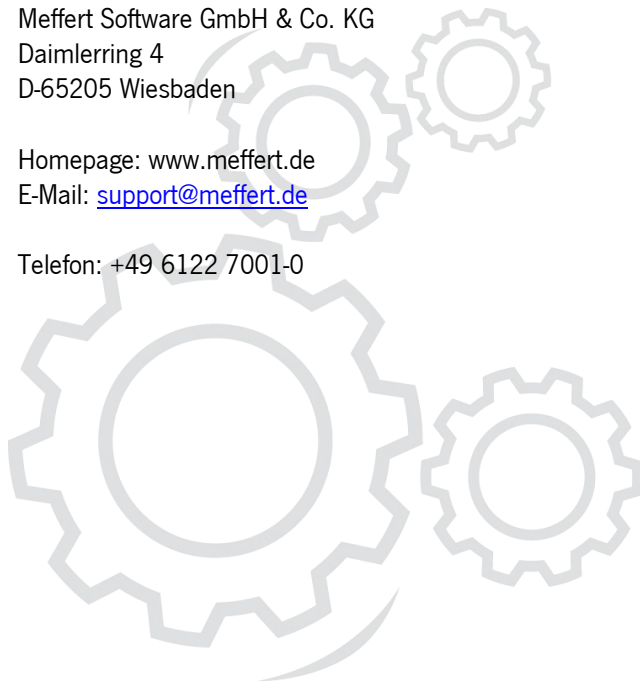 Meffert Software GmbH & Co. KG
Daimlerring 4
D-65205 Wiesbaden
Homepage: www.meffert.de
E-Mail: support@meffert.de
Telefon: +49 6122 7001-0